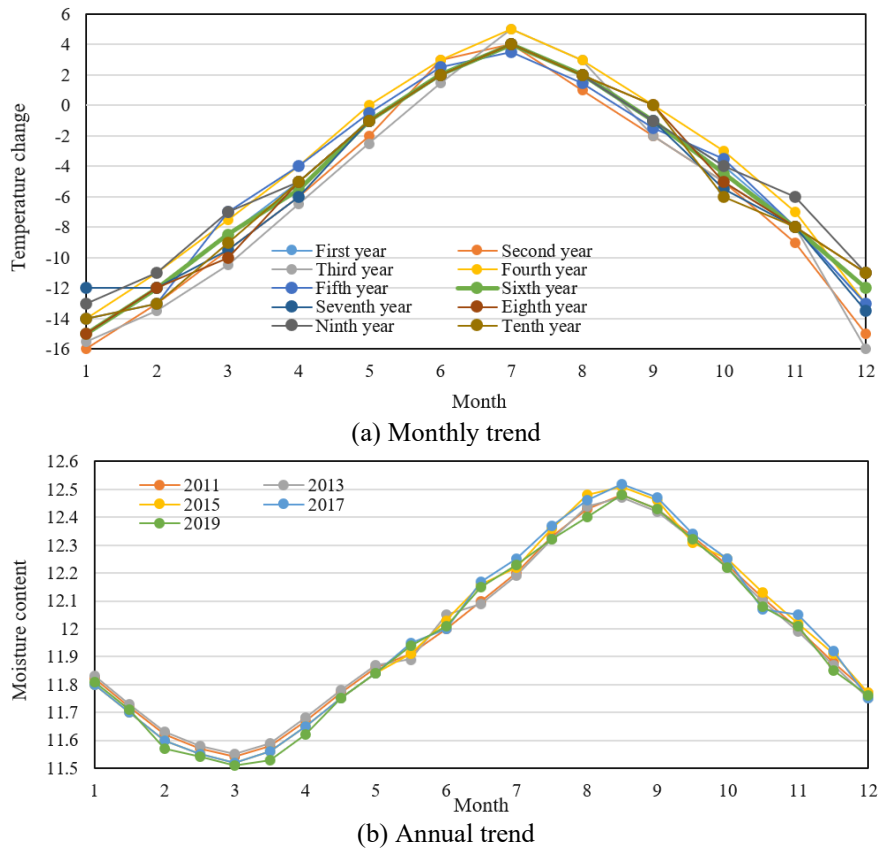 6
4
2
0
-2
-4
-6
-8
-10
-12
-14
-16
Temperature change
First year Second year
Third year Fourth year
Fifth year Sixth year
Seventh year Eighth year
Ninth year Tenth year
1 2 3 4 5 6 7 8 9 10 11 12
Month
(a) Monthly trend
12.6
12.5
12.4
12.3
12.2
12.1
12
11.9
11.8
11.7
11.6
11.5
Moisture content
2011 2013
2015 2017
2019
1 2 3 4 5 6 7 8 9 10 11 12
Month
(b) Annual trend